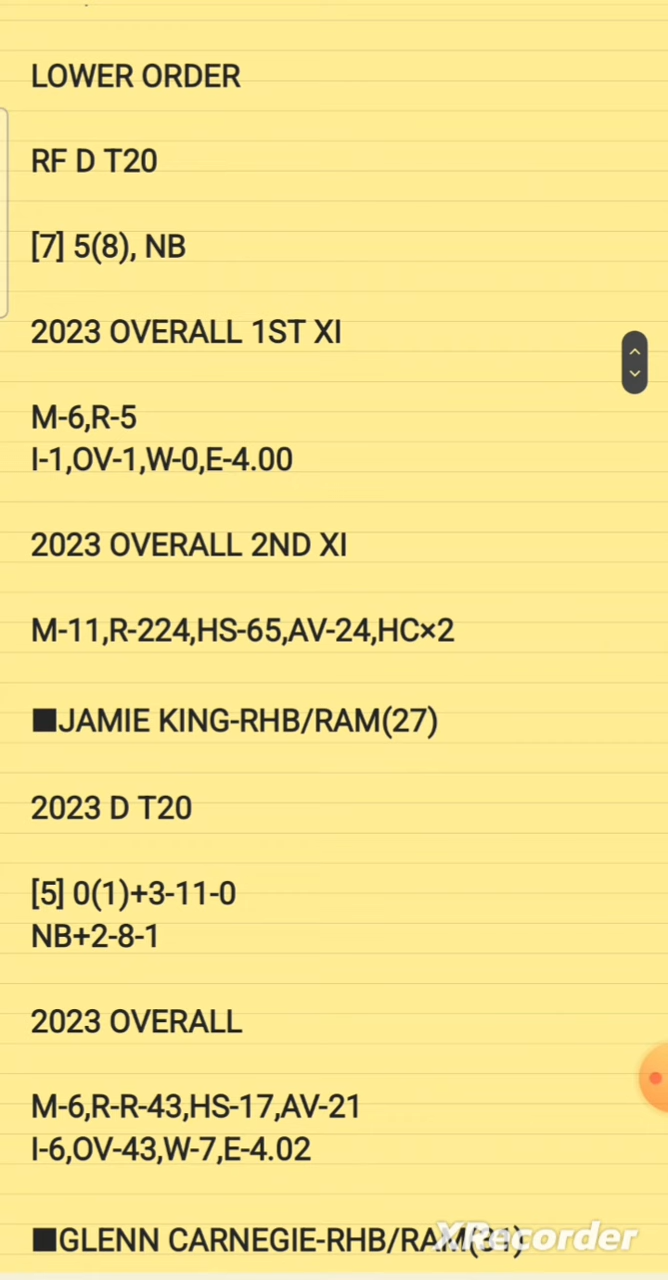 LOWER ORDER
RF D T20
[7] 5(8), NB
2023 OVERALL 1ST XI
M-6,R-5
I-1,OV-1,W-0,E-4.00
2023 OVERALL 2ND XI
M-11,R-224,HS-65,AV-24,HC×2
■JAMIE KING-RHB/RAM(27)
2023 D T20
[5] 0(1)+3-11-0
NB+2-8-1
2023 OVERALL
M-6,R-R-43,HS-17,AV-21
I-6,OV-43,W-7,E-4.02
■GLENN CARNEGIE-RHB/RAM(31)
XRecorder